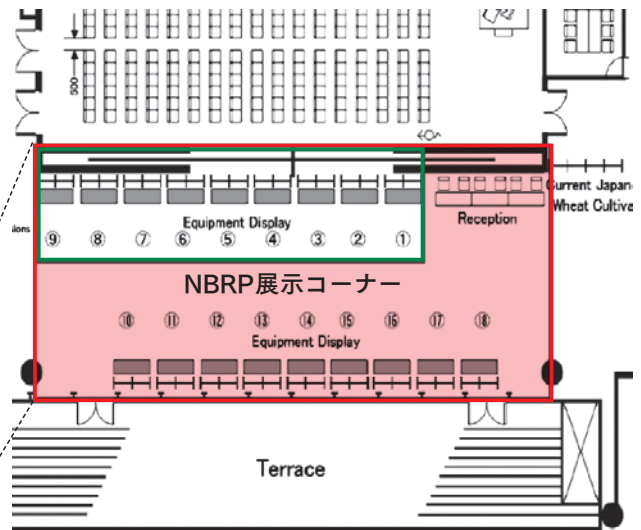 500
Current Japan
Wheat Cultiva
Reception
Equipment Display
sions
⑨ ⑧ ⑦ ⑥ ⑤ ④ ③ ② ①
NBRP展示コーナー
⑩ ⑪ ⑫ ⑬ ⑭ ⑮ ⑯ ⑰ ⑱
Equipment Display
Terrace